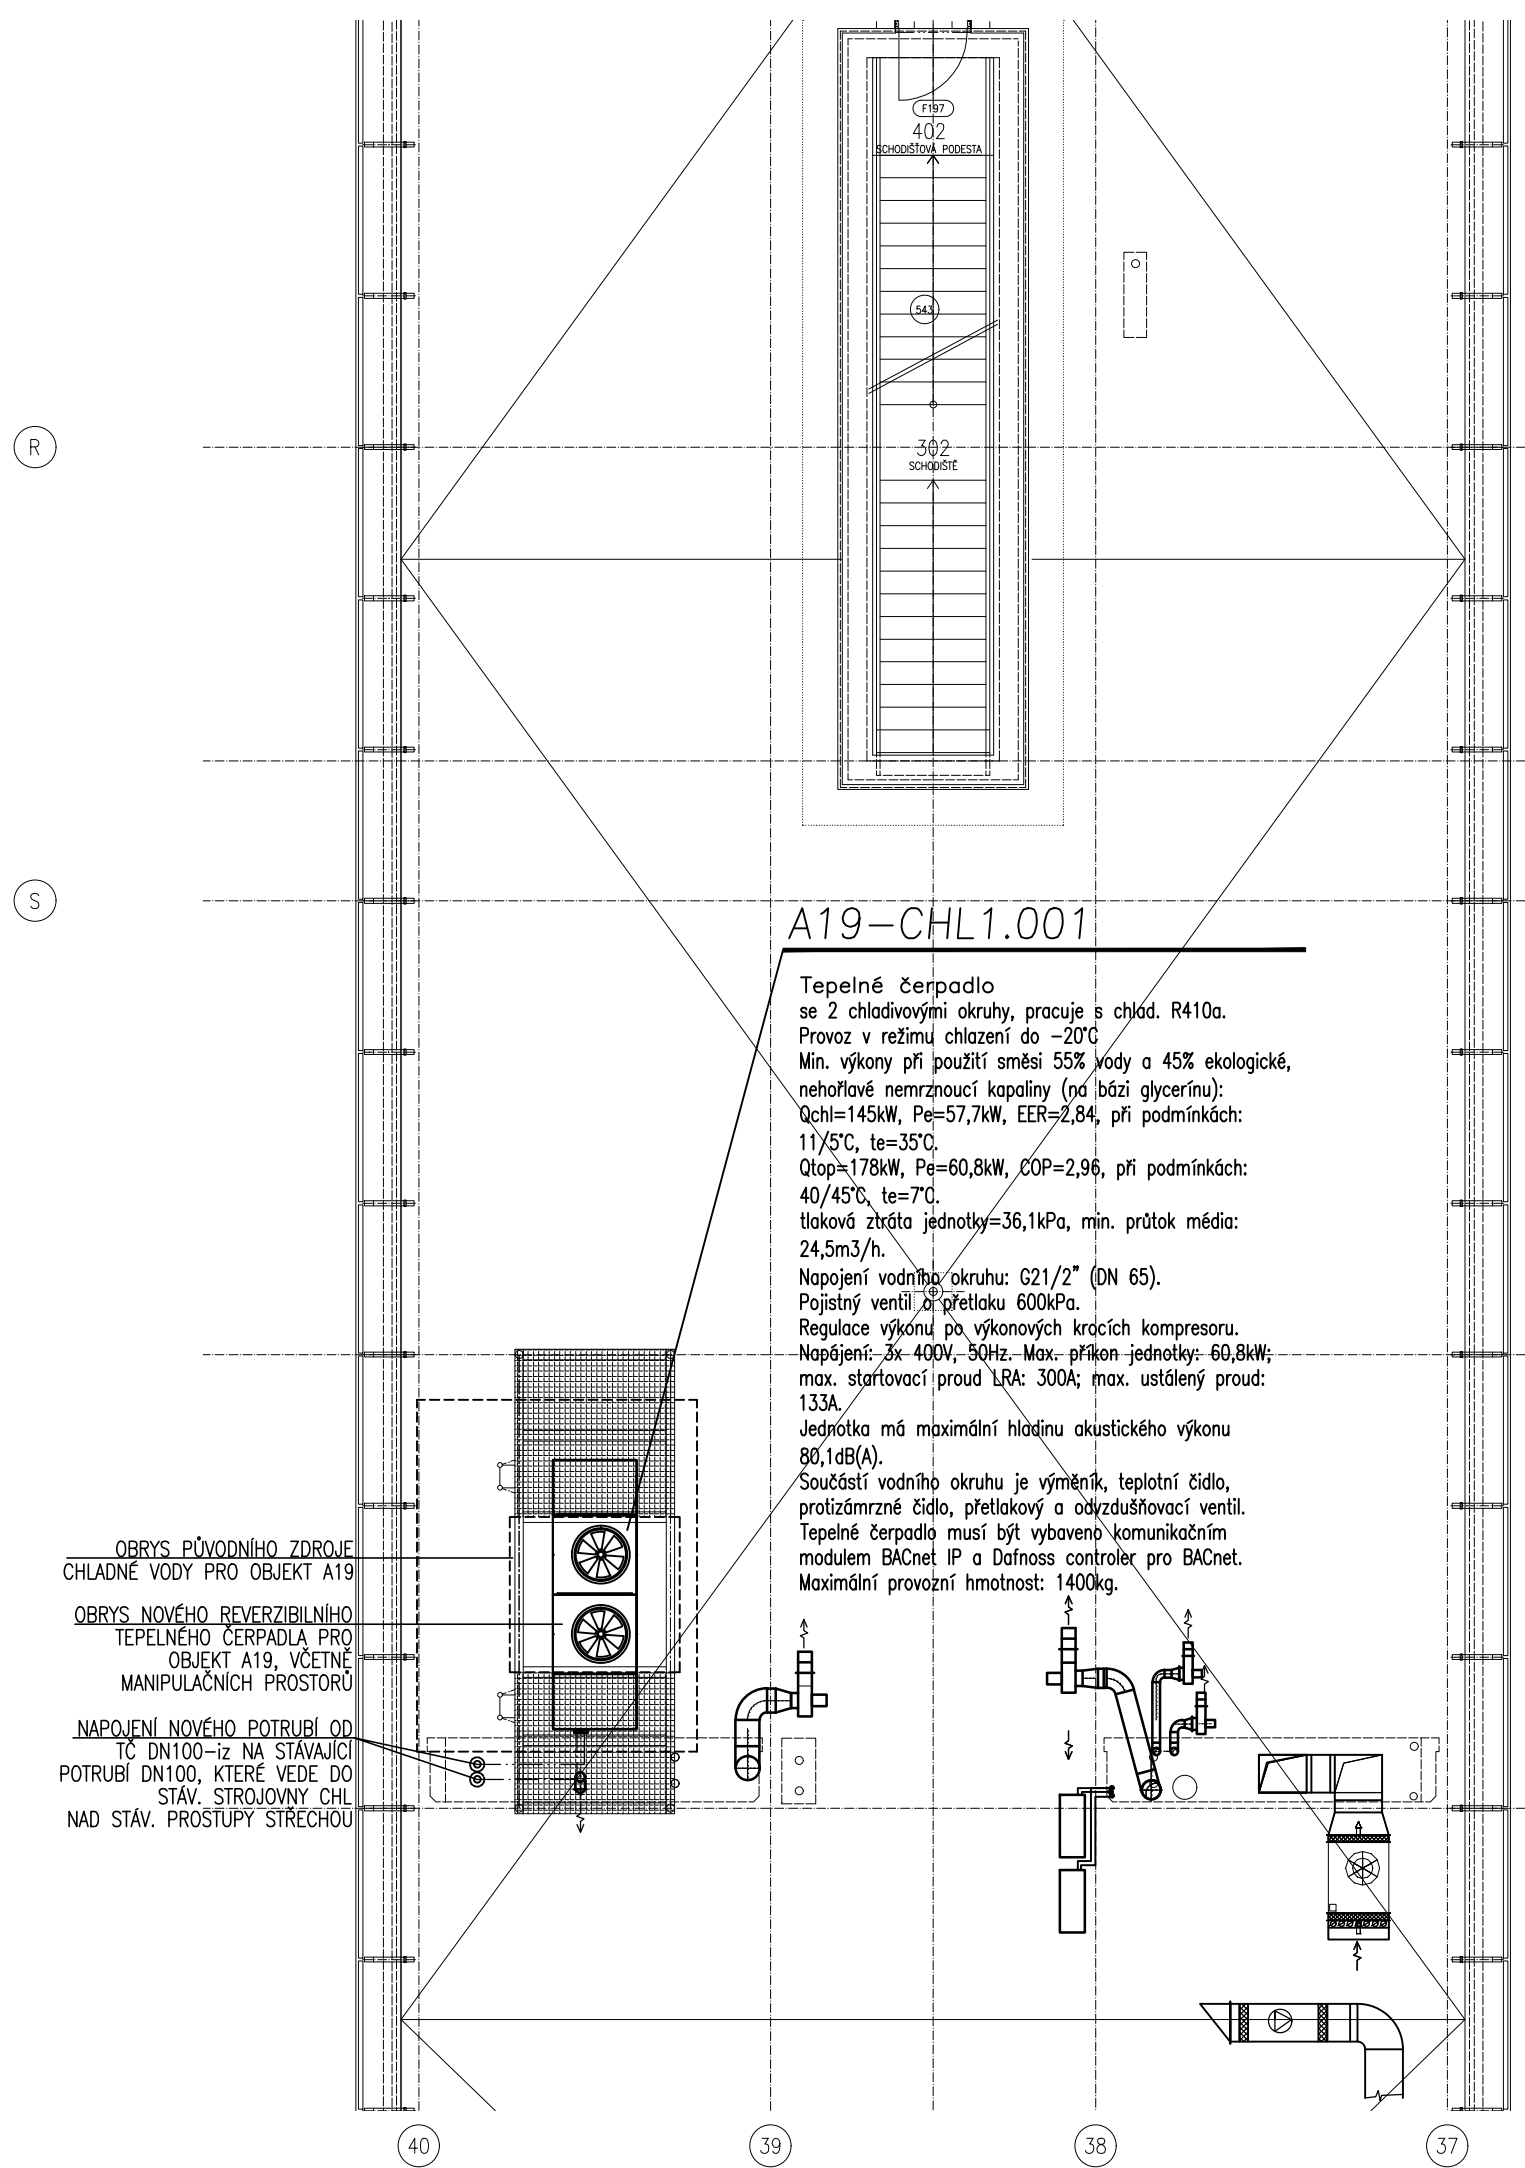 F197
402
SCHODIŠŤOVÁ PODESTA
543
R
302
SCHODIŠTĚ
S
A19-CHL1.001
Tepelné čerpadlo
se 2 chladivovými okruhy, pracuje s chlad. R410a.
Provoz v režimu chlazení do -20°C
Min. výkony při použití směsi 55% vody a 45% ekologické,
nehořlavé nemrznoucí kapaliny (na bázi glycerínu):
Qchl=145kW, Pe=57,7kW, EER=2,84, při podmínkách:
11/5°C, te=35°C.
Qtop=178kW, Pe=60,8kW, COP=2,96, při podmínkách:
40/45°C, te=7°C.
tlaková ztráta jednotky=36,1kPa, min. průtok média:
24,5m3/h.
Napojení vodního okruhu: G21/2" (DN 65).
Pojistný ventil o přetlaku 600kPa.
Regulace výkonu po výkonových krocích kompresoru.
Napájení: 3x 400V, 50Hz. Max. příkon jednotky: 60,8kW;
max. startovací proud LRA: 300A; max. ustálený proud:
133A.
Jednotka má maximální hladinu akustického výkonu
80,1dB(A).
Součástí vodního okruhu je výměník, teplotní čidlo,
protizámrzné čidlo, přetlakový a odvzdušňovací ventil.
Tepelné čerpadlo musí být vybaveno komunikačním
modulem BACnet IP a Dafnoss controler pro BACnet.
Maximální provozní hmotnost: 1400kg.
OBRYS PŮVODNÍHO ZDROJE
CHLADNÉ VODY PRO OBJEKT A19
OBRYS NOVÉHO REVERZIBILNÍHO
TEPELNÉHO ČERPADLA PRO
OBJEKT A19, VČETNĚ
MANIPULAČNÍCH PROSTORŮ
NAPOJENÍ NOVÉHO POTRUBÍ OD
TČ DN100-iz NA STÁVAJÍCÍ
POTRUBÍ DN100, KTERÉ VEDE DO
STÁV. STROJOVNY CHL
NAD STÁV. PROSTUPY STŘECHOU
40
39
38
37